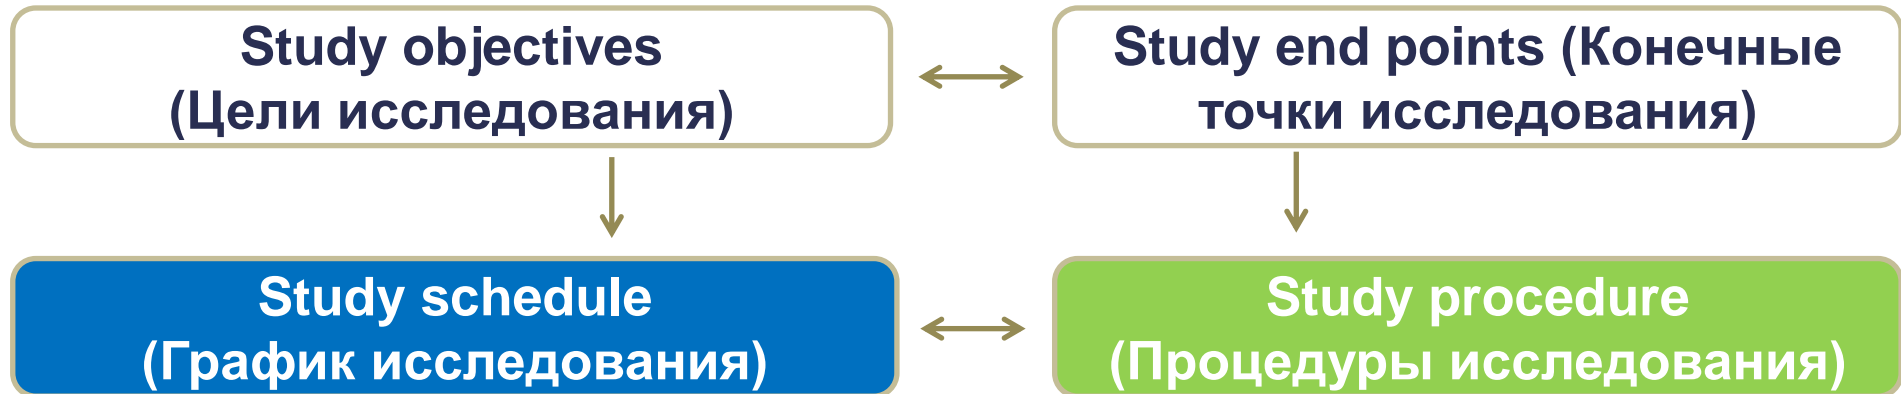 Study objectives
(Цели исследования)
Study end points (Конечные
точки исследования)
Study schedule
(График исследования)
Study procedure
(Процедуры исследования)